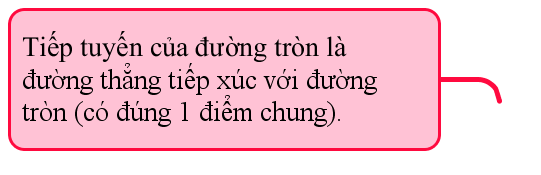 Tiếp tuyến của đường tròn là
đường thẳng tiếp xúc với đường
tròn (có đúng 1 điểm chung).